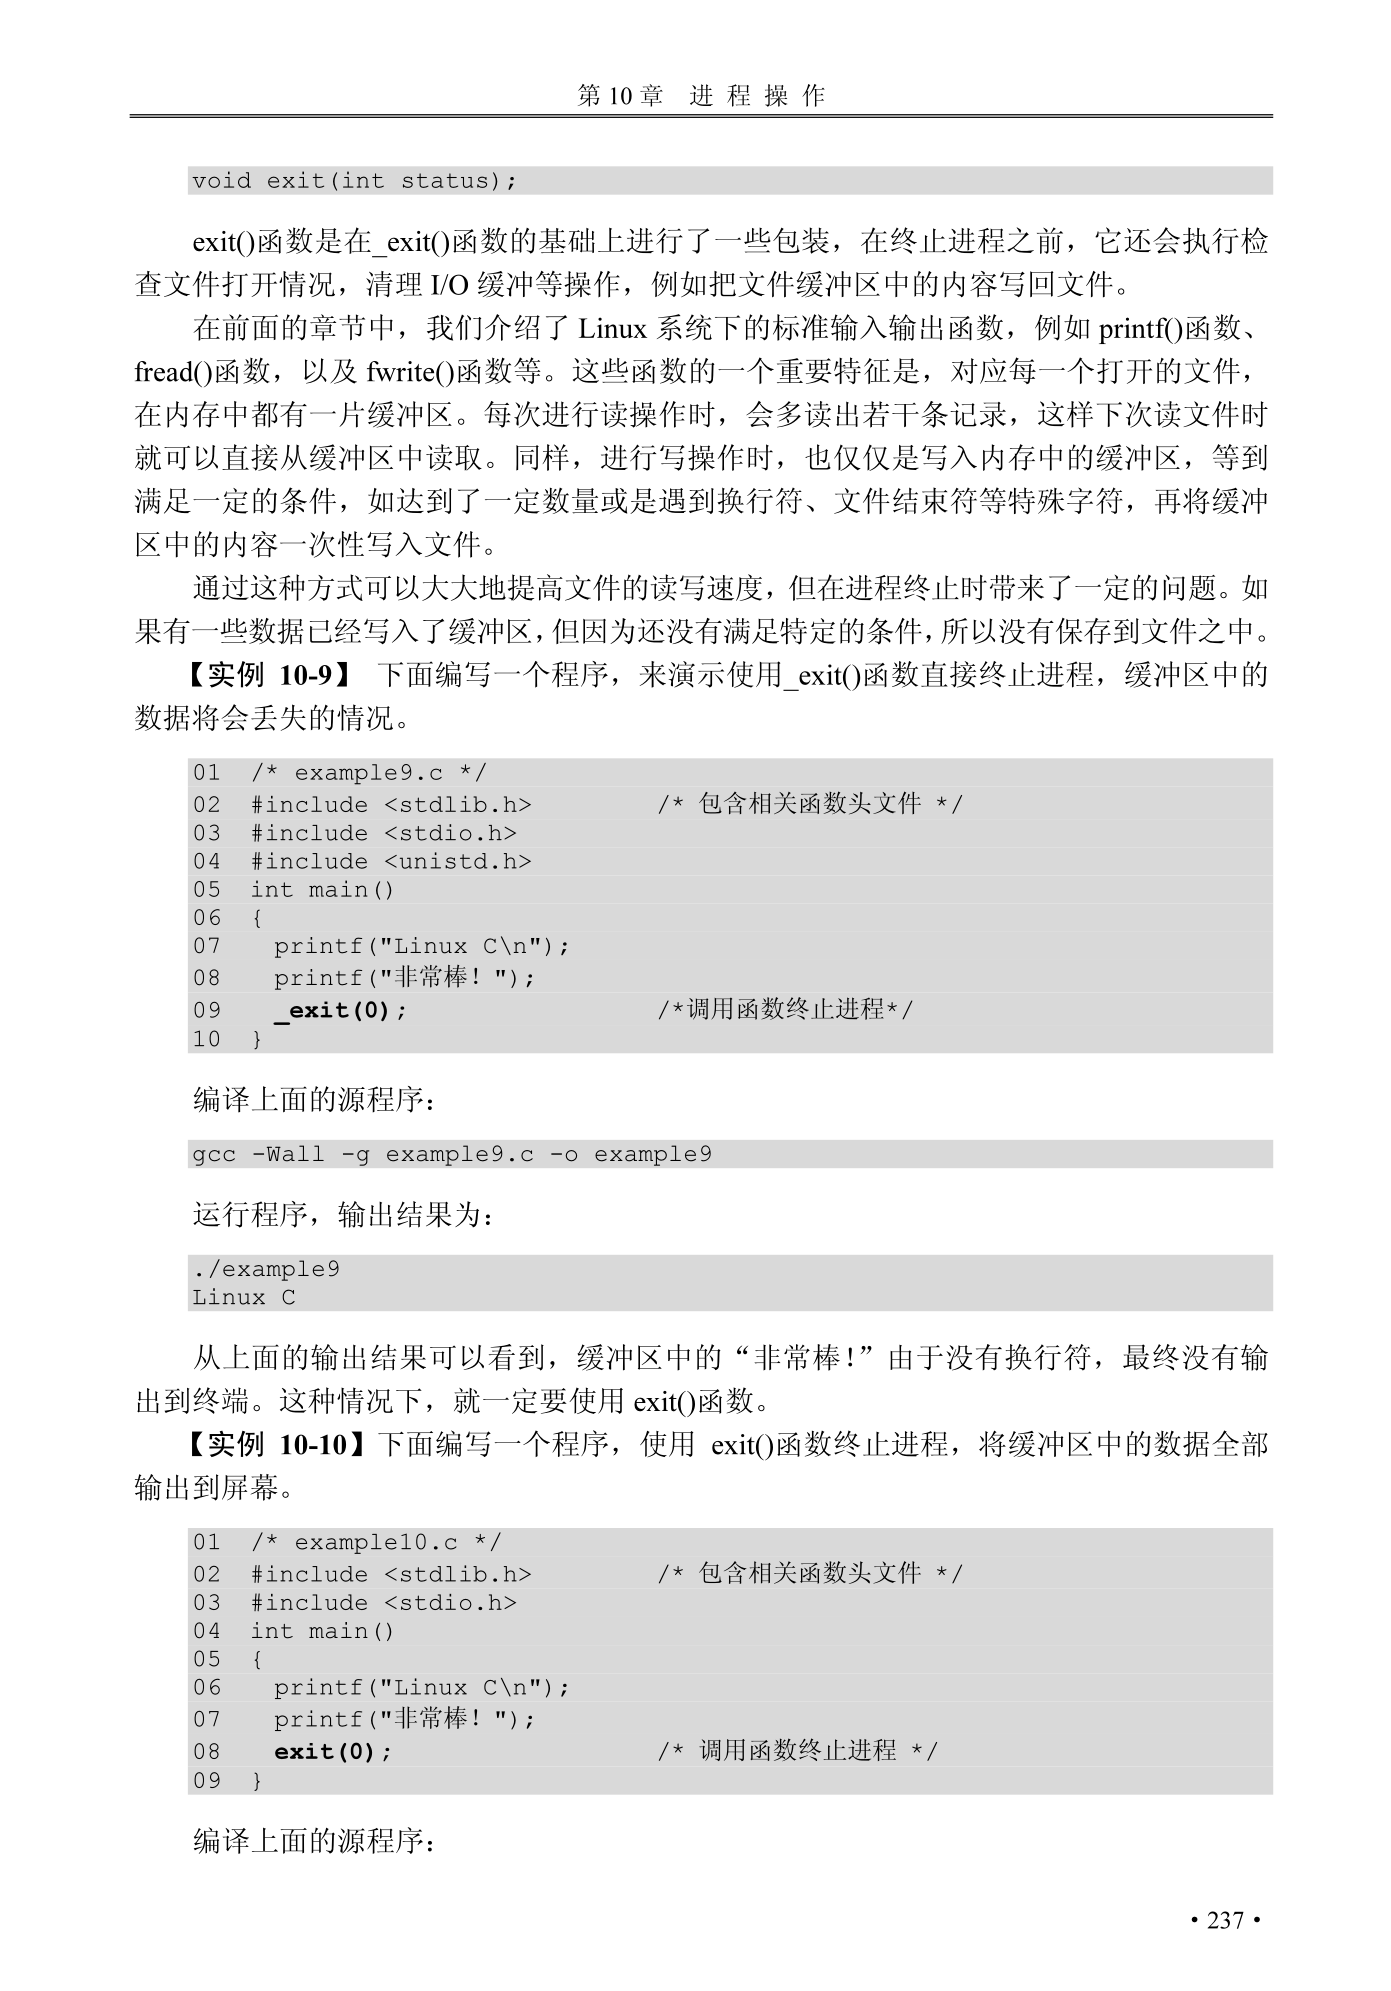 第 10 章 进 程 操 作
void exit(int status);
exit()函数是在_exit()函数的基础上进行了一些包装，在终止进程之前，它还会执行检
查文件打开情况，清理 I/O 缓冲等操作，例如把文件缓冲区中的内容写回文件。
在前面的章节中，我们介绍了 Linux 系统下的标准输入输出函数，例如 printf()函数、
fread()函数，以及 fwrite()函数等。这些函数的一个重要特征是，对应每一个打开的文件，
在内存中都有一片缓冲区。每次进行读操作时，会多读出若干条记录，这样下次读文件时
就可以直接从缓冲区中读取。同样，进行写操作时，也仅仅是写入内存中的缓冲区，等到
满足一定的条件，如达到了一定数量或是遇到换行符、文件结束符等特殊字符，再将缓冲
区中的内容一次性写入文件。
通过这种方式可以大大地提高文件的读写速度，但在进程终止时带来了一定的问题。如
果有一些数据已经写入了缓冲区，但因为还没有满足特定的条件，所以没有保存到文件之中。
【实例 10-9】 下面编写一个程序，来演示使用_exit()函数直接终止进程，缓冲区中的
数据将会丢失的情况。
01 /* example9.c */
02 #include <stdlib.h> /* 包含相关函数头文件 */
03 #include <stdio.h>
04 #include <unistd.h>
05 int main()
06 {
07 printf("Linux C\n");
08 printf("非常棒！");
09 _exit(0); /*调用函数终止进程*/
10 }
编译上面的源程序：
gcc -Wall -g example9.c -o example9
运行程序，输出结果为：
./example9
Linux C
从上面的输出结果可以看到，缓冲区中的“非常棒！”由于没有换行符，最终没有输
出到终端。这种情况下，就一定要使用 exit()函数。
【实例 10-10】下面编写一个程序，使用 exit()函数终止进程，将缓冲区中的数据全部
输出到屏幕。
01 /* example10.c */
02 #include <stdlib.h> /* 包含相关函数头文件 */
03 #include <stdio.h>
04 int main()
05 {
06 printf("Linux C\n");
07 printf("非常棒！");
08 exit(0); /* 调用函数终止进程 */
09 }
编译上面的源程序：
• 237 •